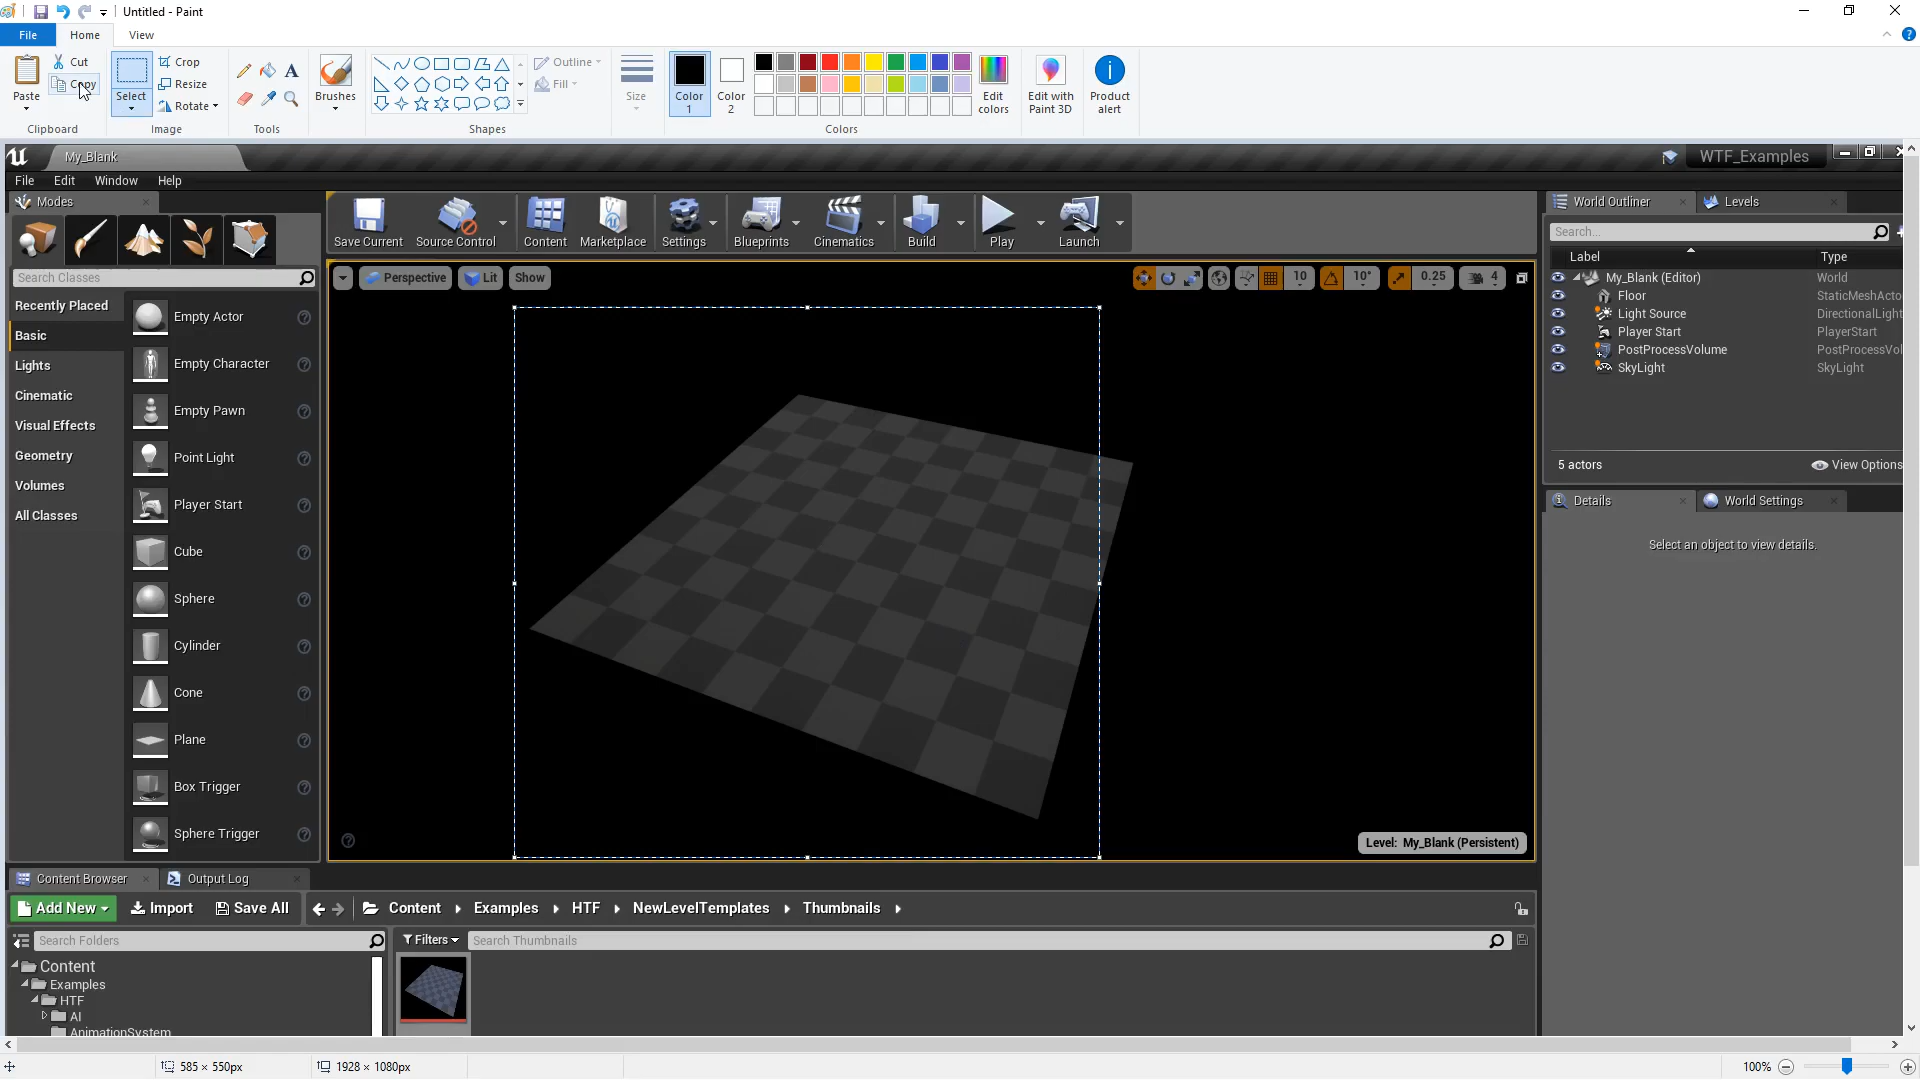 Untitled - Paint
File
Home
View
Paste
Cut
Copy
Clipboard
Select
Crop
Resize
Rotate
Image
A
Tools
Brushes
Outline
Fill
Shapes
Size
Color 1
Color 2
Colors
Edit colors
Edit with Paint 3D
Product alert
My_Blank
WTF_Examples
File
Edit
Window
Help
Modes
Search Classes
Recently Placed
Basic
Lights
Cinematic
Visual Effects
Geometry
Volumes
All Classes
Empty Actor
Empty Character
Empty Pawn
Point Light
Player Start
Cube
Sphere
Cylinder
Cone
Plane
Box Trigger
Sphere Trigger
Save Current
Source Control
Content
Marketplace
Settings
Blueprints
Cinematics
Build
Play
Launch
Perspective
Lit
Show
10
10°
0.25
4
Level: My_Blank (Persistent)
World Outliner
Levels
Search...
Label
Type
My_Blank (Editor)
World
Floor
StaticMeshActo
Light Source
DirectionalLight
Player Start
PlayerStart
PostProcessVolume
PostProcessVol
SkyLight
SkyLight
5 actors
View Options
Details
World Settings
Select an object to view details.
Content Browser
Output Log
Add New
Import
Save All
Content
Examples
HTF
NewLevelTemplates
Thumbnails
Search Folders
Filters
Search Thumbnails
Content
Examples
HTF
AI
AnimationSystem
585 × 550px
1928 × 1080px
100%